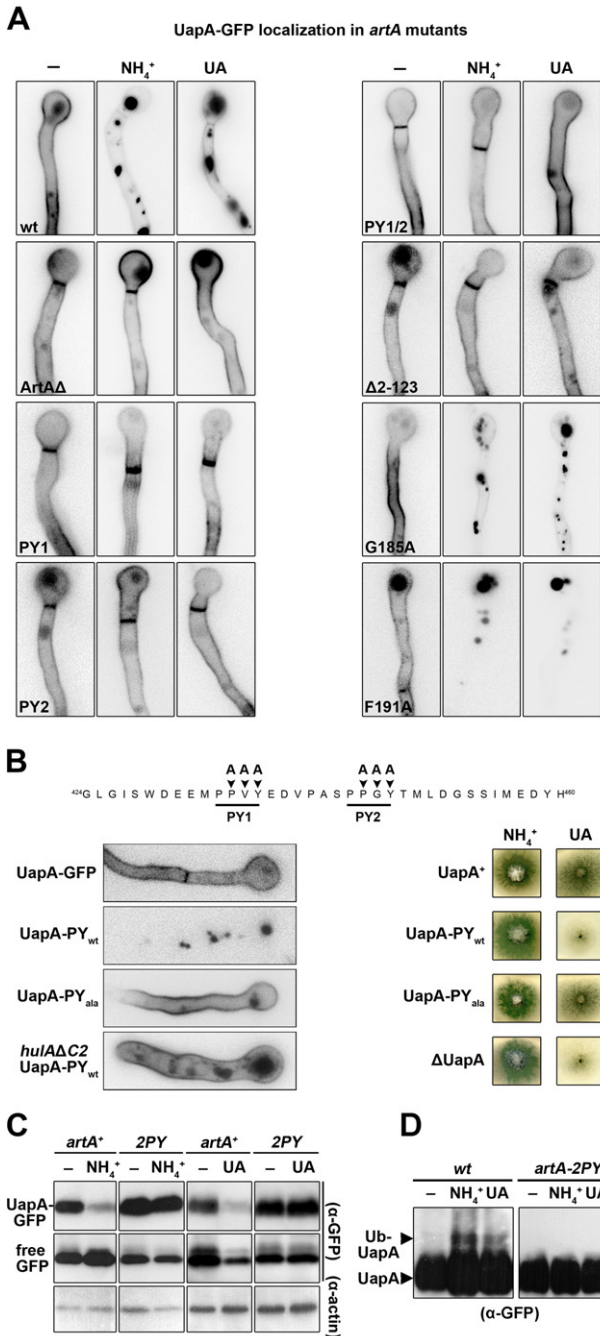 A
UapA-GFP localization in artA mutants
– NH₄⁺ UA
wt
ArtAΔ
PY1
PY2
– NH₄⁺ UA
PY1/2
Δ2-123
G185A
F191A
B
A A A A A A
⁴²⁴G L G I S W D E E M P P V Y E D V P A S P P G Y T M L D G S S I M E D Y H⁴⁶⁰
PY1 PY2
UapA-GFP
UapA-PYwt
UapA-PYala
hulAΔC2
UapA-PYwt
NH₄⁺ UA
UapA⁺
UapA-PYwt
UapA-PYala
ΔUapA
C
artA⁺ 2PY artA⁺ 2PY
– NH₄⁺ – NH₄⁺ – UA – UA
UapA-
GFP
free
GFP
(α-GFP)
(α-actin)
D
wt artA-2PY
– NH₄⁺ UA – NH₄⁺ UA
Ub-
UapA
UapA
(α-GFP)